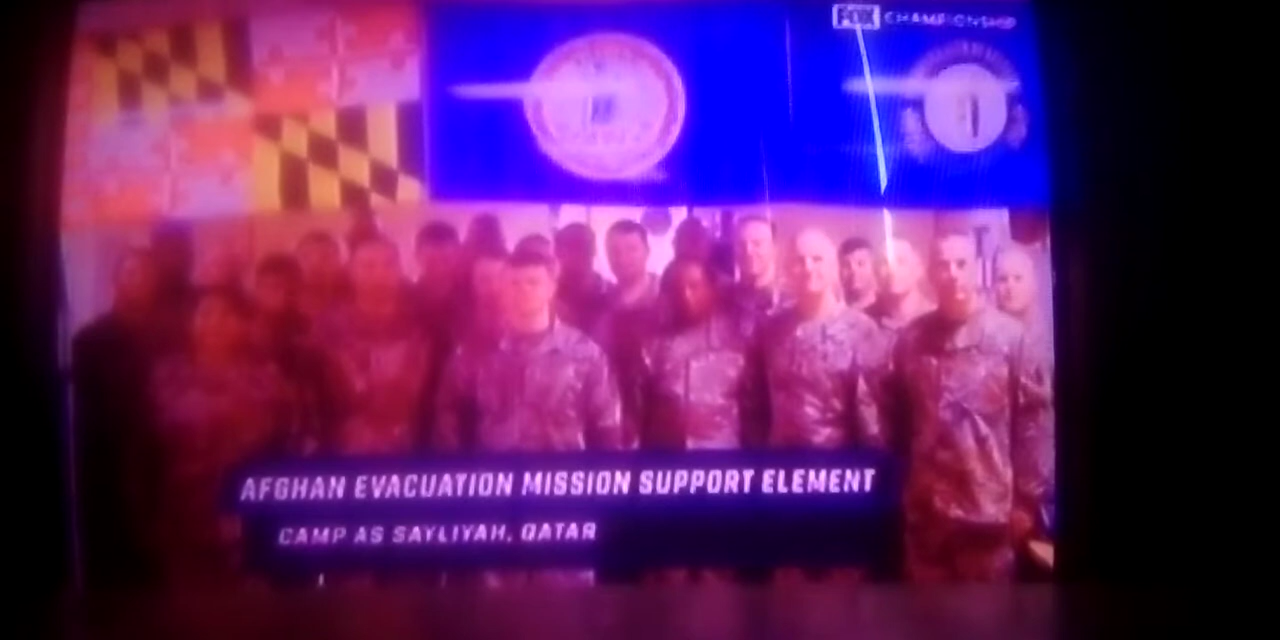 FOX CHAMPIONSHIP
AFGHAN EVACUATION MISSION SUPPORT ELEMENT
CAMP AS SAYLIYAH, QATAR